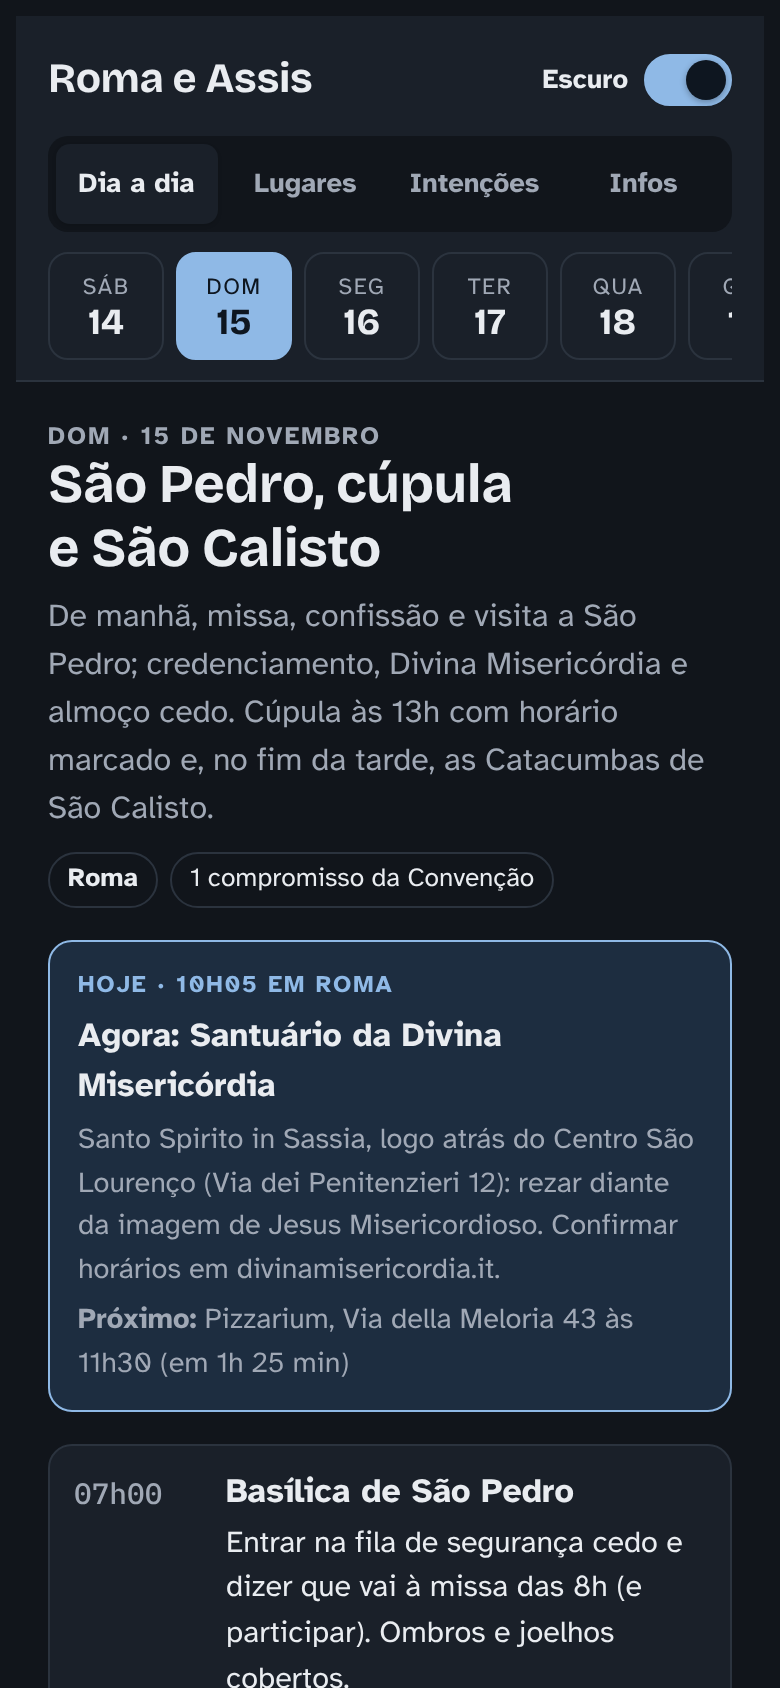 Roma e Assis
Escuro
Dia a dia
Lugares
Intenções
Infos
SÁB
14
DOM
15
SEG
16
TER
17
QUA
18
DOM · 15 DE NOVEMBRO
São Pedro, cúpula
e São Calisto
De manhã, missa, confissão e visita a São
Pedro; credenciamento, Divina Misericórdia e
almoço cedo. Cúpula às 13h com horário
marcado e, no fim da tarde, as Catacumbas de
São Calisto.
Roma
1 compromisso da Convenção
HOJE · 10H05 EM ROMA
Agora: Santuário da Divina
Misericórdia
Santo Spirito in Sassia, logo atrás do Centro São
Lourenço (Via dei Penitenzieri 12): rezar diante
da imagem de Jesus Misericordioso. Confirmar
horários em divinamisericordia.it.
Próximo: Pizzarium, Via della Meloria 43 às
11h30 (em 1h 25 min)
07h00
Basílica de São Pedro
Entrar na fila de segurança cedo e
dizer que vai à missa das 8h (e
participar). Ombros e joelhos
cobertos.